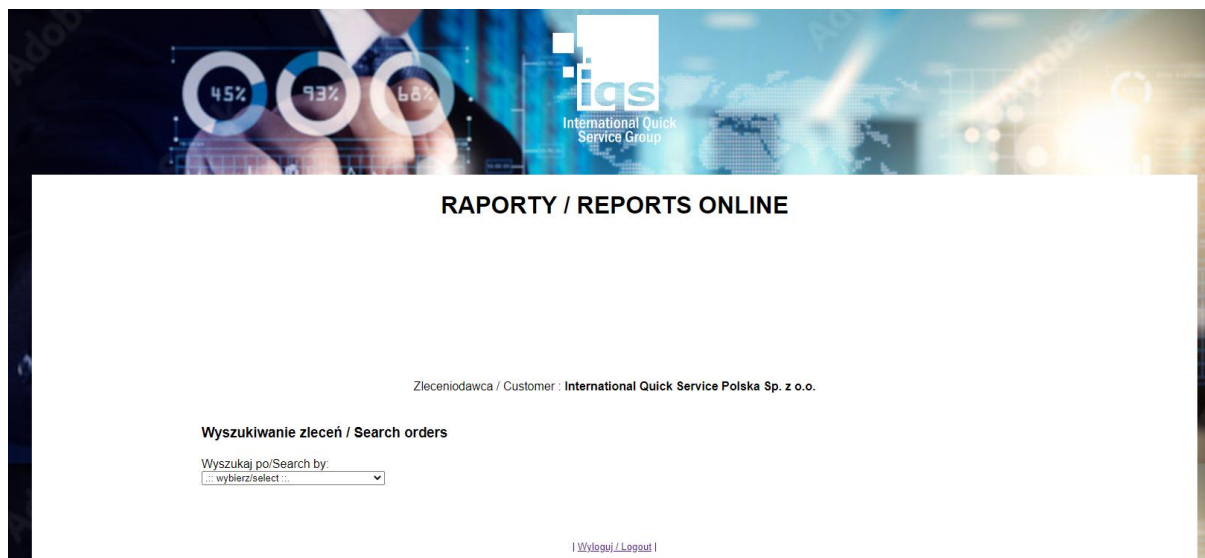 45%
93%
68%
iqs
International Quick
Service Group
RAPORTY / REPORTS ONLINE
Zleceniodawca / Customer : International Quick Service Polska Sp. z o.o.
Wyszukiwanie zleceń / Search orders
Wyszukaj po/Search by:
.:: wybierz/select ::.
| Wyloguj / Logout |